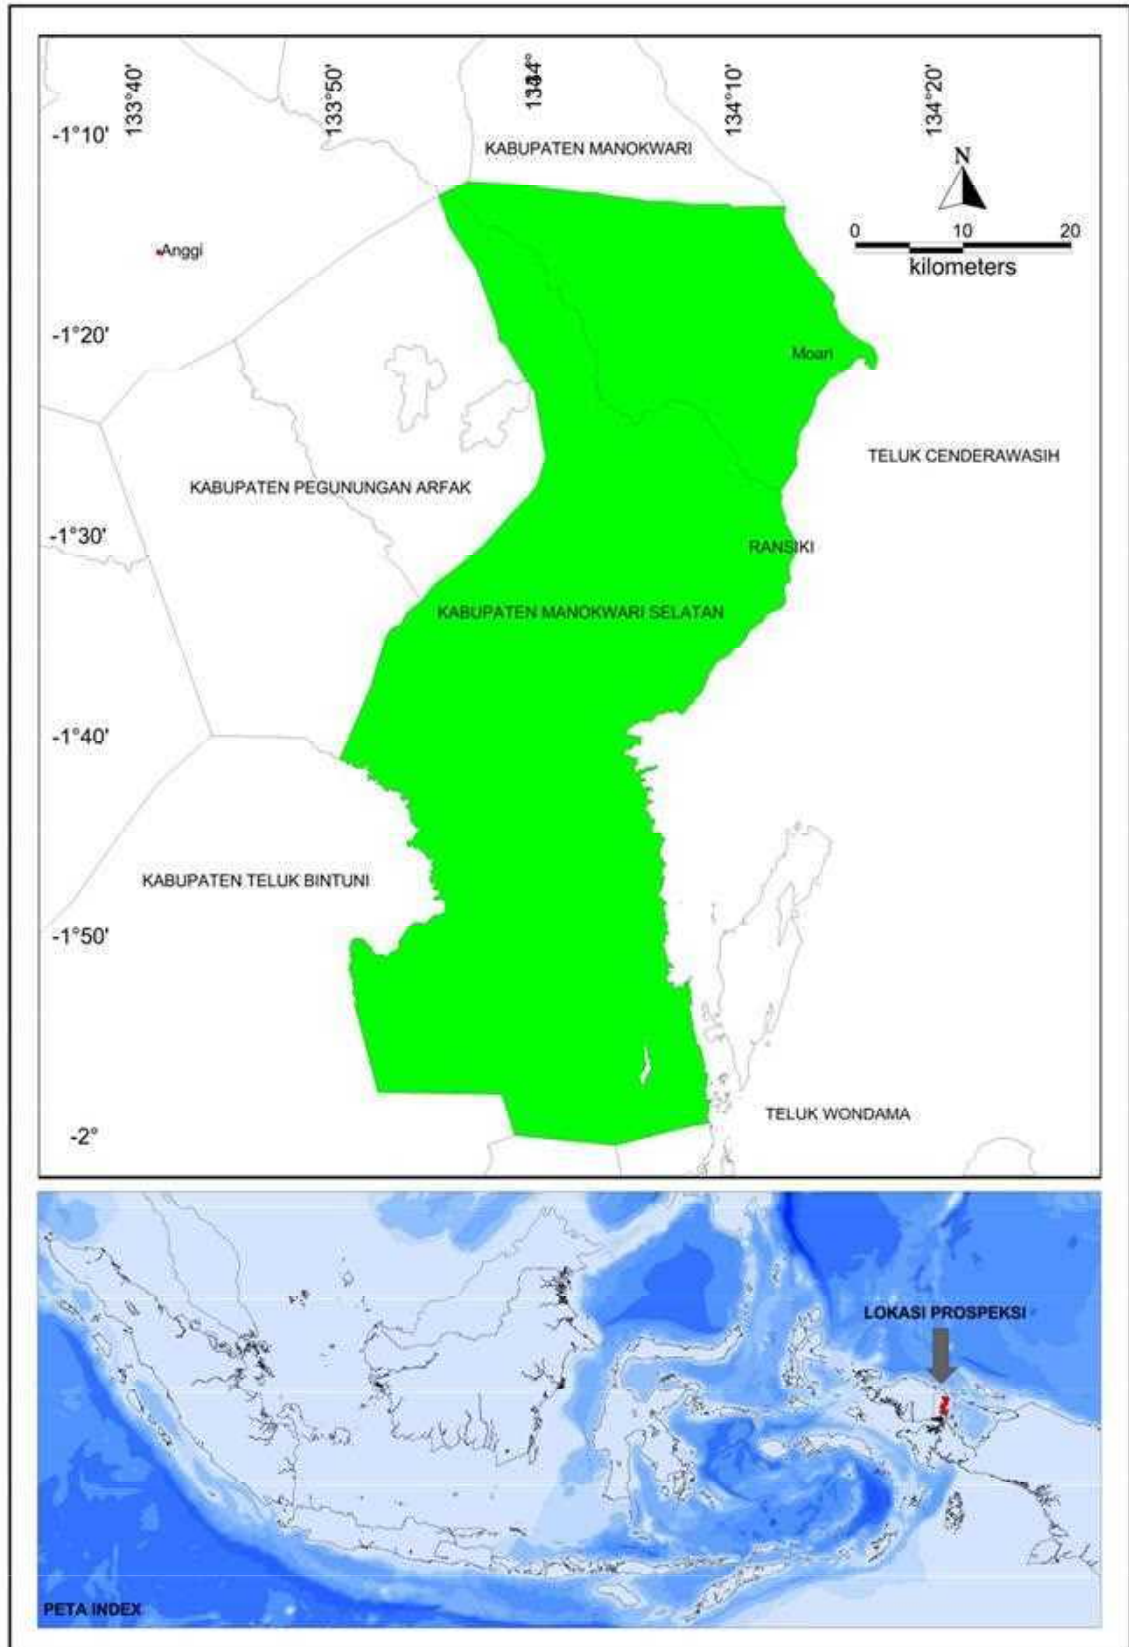 133°40'
133°50'
134°
134°10'
134°20'
-1°10'
KABUPATEN MANOKWARI
N
0 10 20
kilometers
Anggi
-1°20'
Moari
TELUK CENDERAWASIH
KABUPATEN PEGUNUNGAN ARFAK
-1°30'
RANSIKI
KABUPATEN MANOKWARI SELATAN
-1°40'
KABUPATEN TELUK BINTUNI
-1°50'
TELUK WONDAMA
-2°
LOKASI PROSPEKSI
PETA INDEX